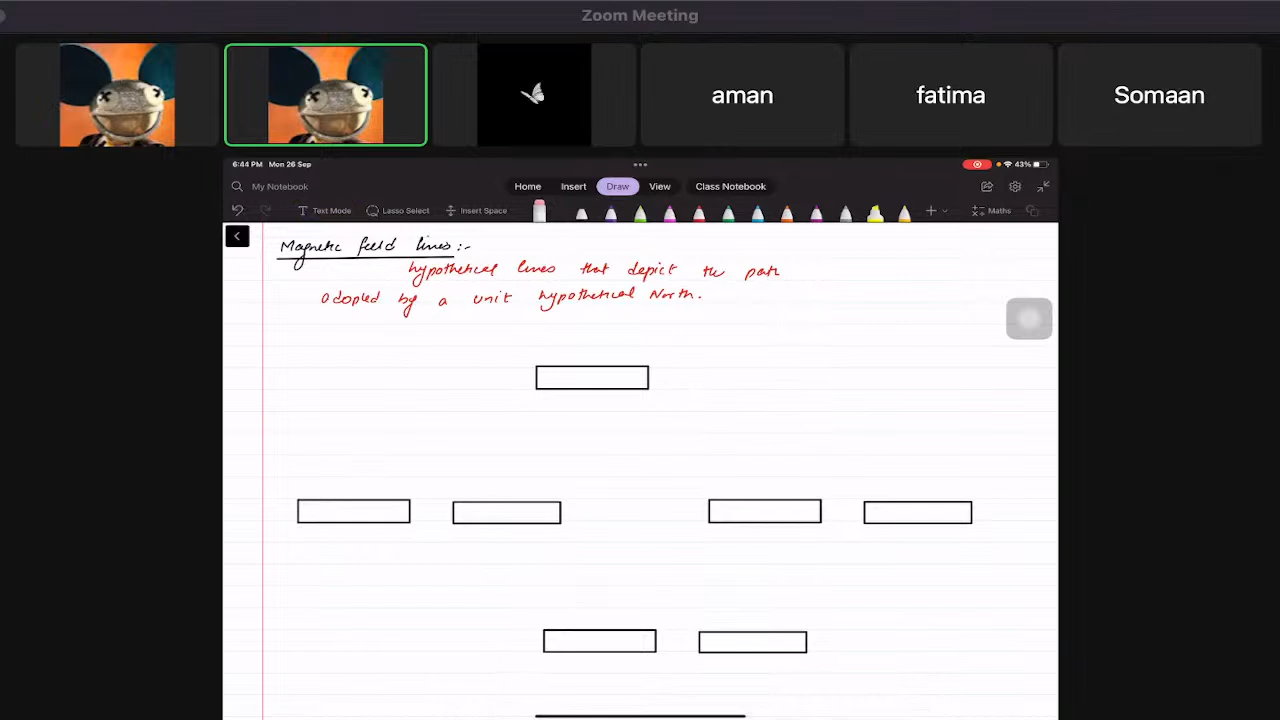 Zoom Meeting
aman
fatima
Somaan
6:44 PM Mon 26 Sep
43%
My Notebook
Home Insert Draw View Class Notebook
Text Mode Lasso Select Insert Space Maths
Magnetic field lines :-
hypothetical lines that depict the path
adopted by a unit hypothetical North.